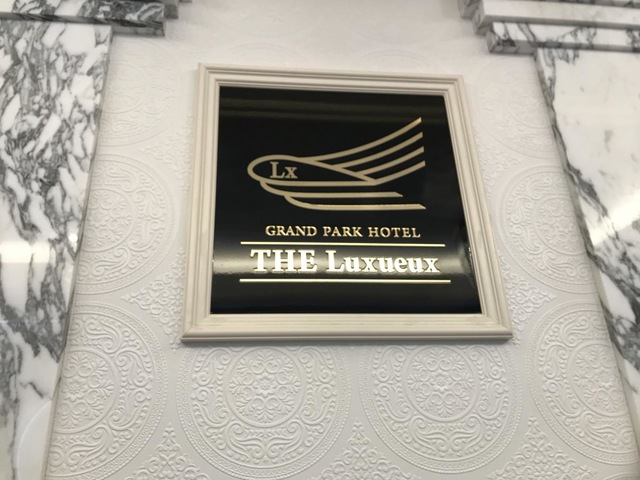 Lx
GRAND PARK HOTEL
THE Luxueux